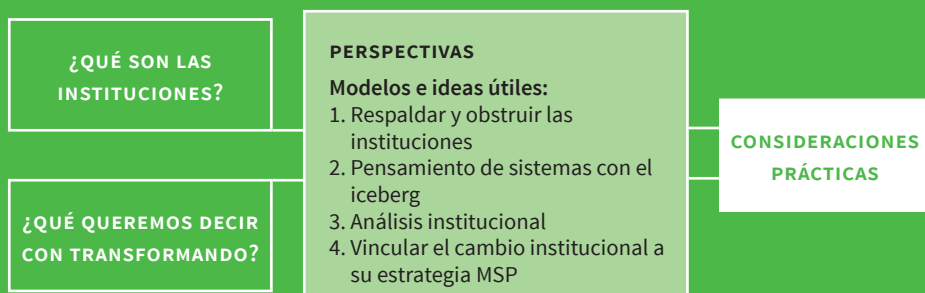 ¿QUÉ SON LAS
INSTITUCIONES?
¿QUÉ QUEREMOS DECIR
CON TRANSFORMANDO?
PERSPECTIVAS
Modelos e ideas útiles:
1. Respaldar y obstruir las
instituciones
2. Pensamiento de sistemas con el
iceberg
3. Análisis institucional
4. Vincular el cambio institucional a
su estrategia MSP
CONSIDERACIONES
PRÁCTICAS